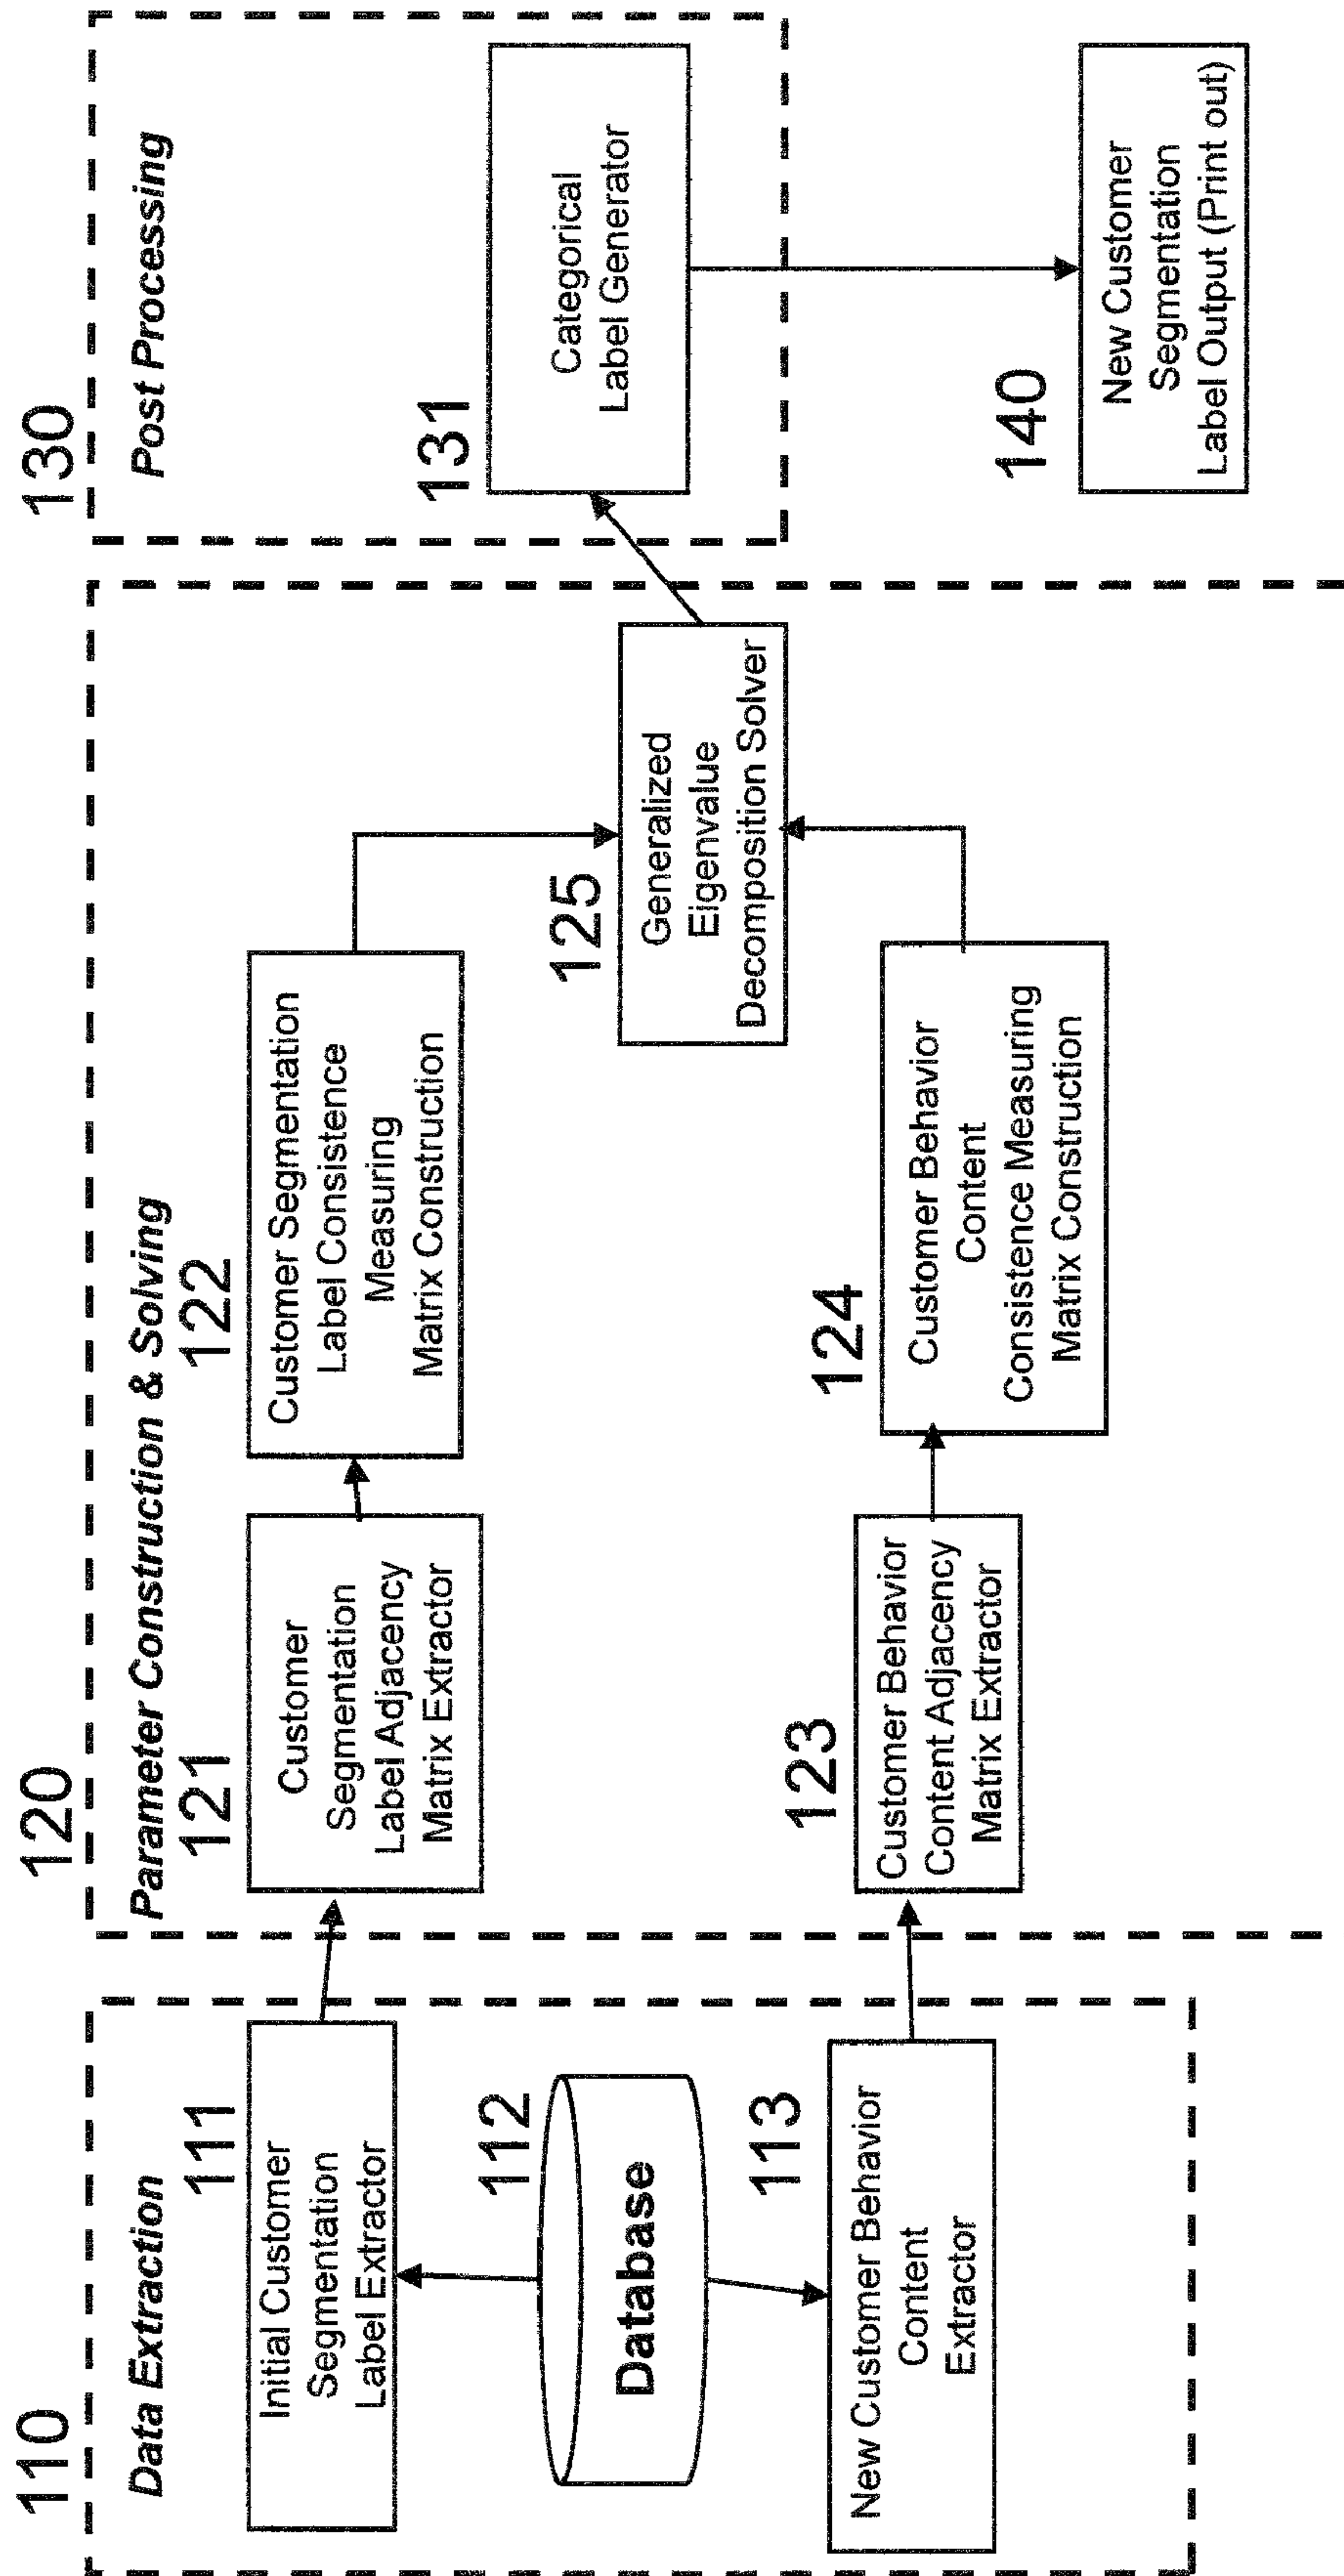 110
Data Extraction
111
Initial Customer
Segmentation
Label Extractor
112
Database
113
New Customer Behavior
Content
Extractor
120
Parameter Construction & Solving
121
Customer
Segmentation
Label Adjacency
Matrix Extractor
122
Customer Segmentation
Label Consistence
Measuring
Matrix Construction
123
Customer Behavior
Content Adjacency
Matrix Extractor
124
Customer Behavior
Content
Consistence Measuring
Matrix Construction
125
Generalized
Eigenvalue
Decomposition Solver
130
Post Processing
131
Categorical
Label Generator
140
New Customer
Segmentation
Label Output (Print out)